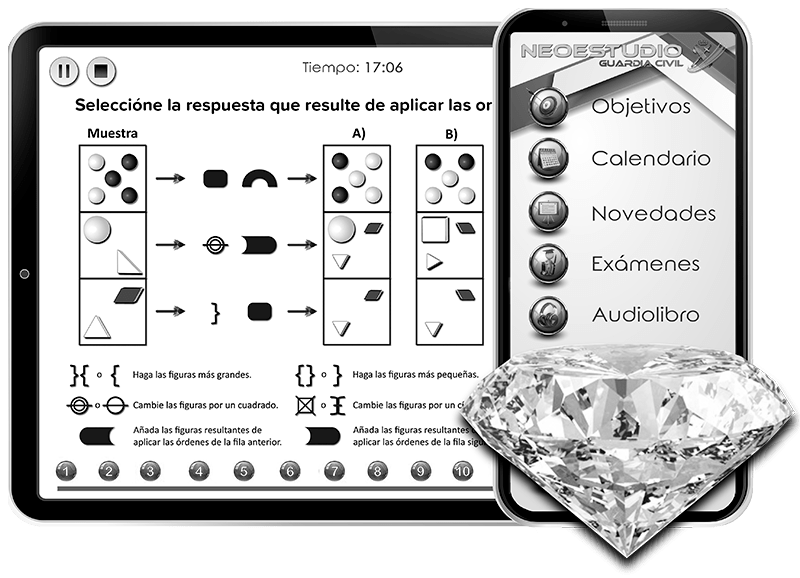 Tiempo: 17:06
Seleccióne la respuesta que resulte de aplicar las or
Muestra
A)
B)
}{ o {
Haga las figuras más grandes.
{} o }
Haga las figuras más pequeñas.
o
Cambie las figuras por un cuadrado.
o
Cambie las figuras por un
Añada las figuras resultantes de
aplicar las órdenes de la fila anterior.
Añada las figuras resultantes
aplicar las órdenes de la fila
1 2 3 4 5 6 7 8 9 10
NEOESTUDIO
GUARDIA CIVIL
Objetivos
Calendario
Novedades
Exámenes
Audiolibro